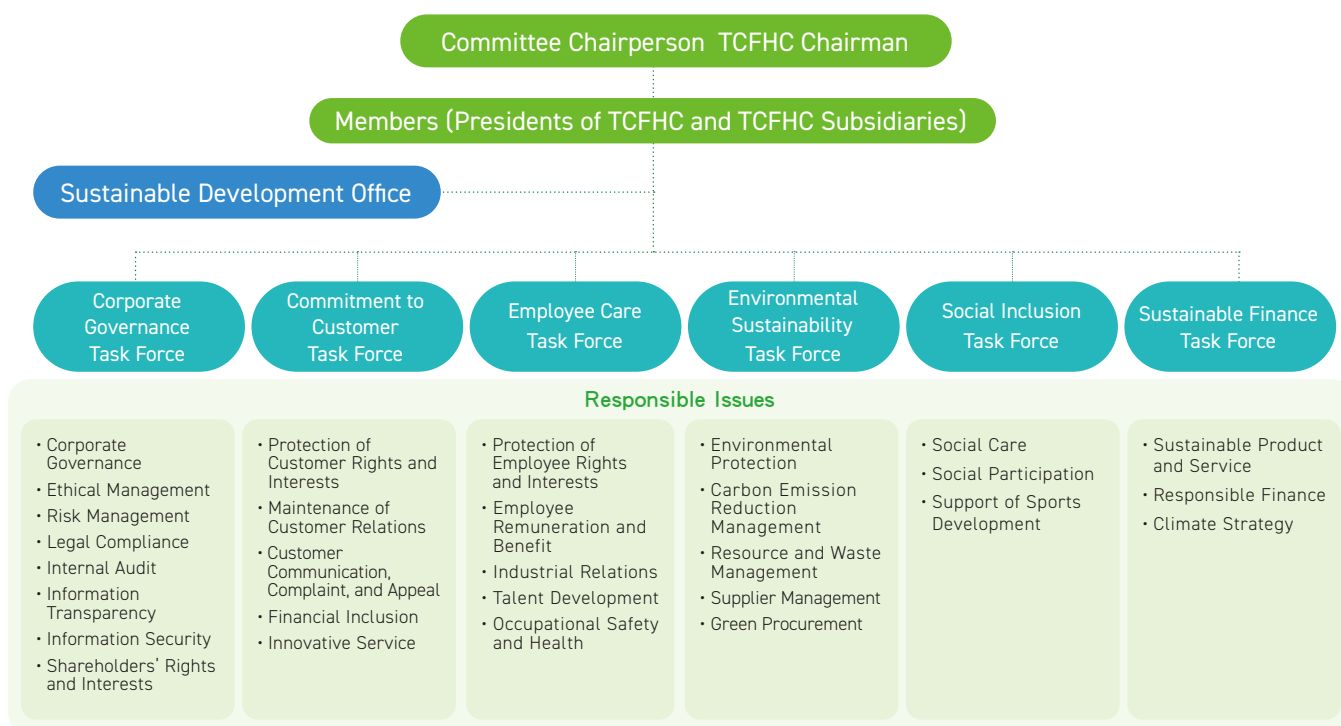 Committee Chairperson TCFHC Chairman
Members (Presidents of TCFHC and TCFHC Subsidiaries)
Sustainable Development Office
Corporate
Governance
Task Force
Commitment to
Customer
Task Force
Employee Care
Task Force
Environmental
Sustainability
Task Force
Social Inclusion
Task Force
Sustainable Finance
Task Force
Responsible Issues
・Corporate
Governance
・Ethical Management
・Risk Management
・Legal Compliance
・Internal Audit
・Information
Transparency
・Information Security
・Shareholders’ Rights
and Interests
・Protection of
Customer Rights and
Interests
・Maintenance of
Customer Relations
・Customer
Communication,
Complaint, and Appeal
・Financial Inclusion
・Innovative Service
・Protection of
Employee Rights
and Interests
・Employee
Remuneration and
Benefit
・Industrial Relations
・Talent Development
・Occupational Safety
and Health
・Environmental
Protection
・Carbon Emission
Reduction
Management
・Resource and Waste
Management
・Supplier Management
・Green Procurement
・Social Care
・Social Participation
・Support of Sports
Development
・Sustainable Product
and Service
・Responsible Finance
・Climate Strategy